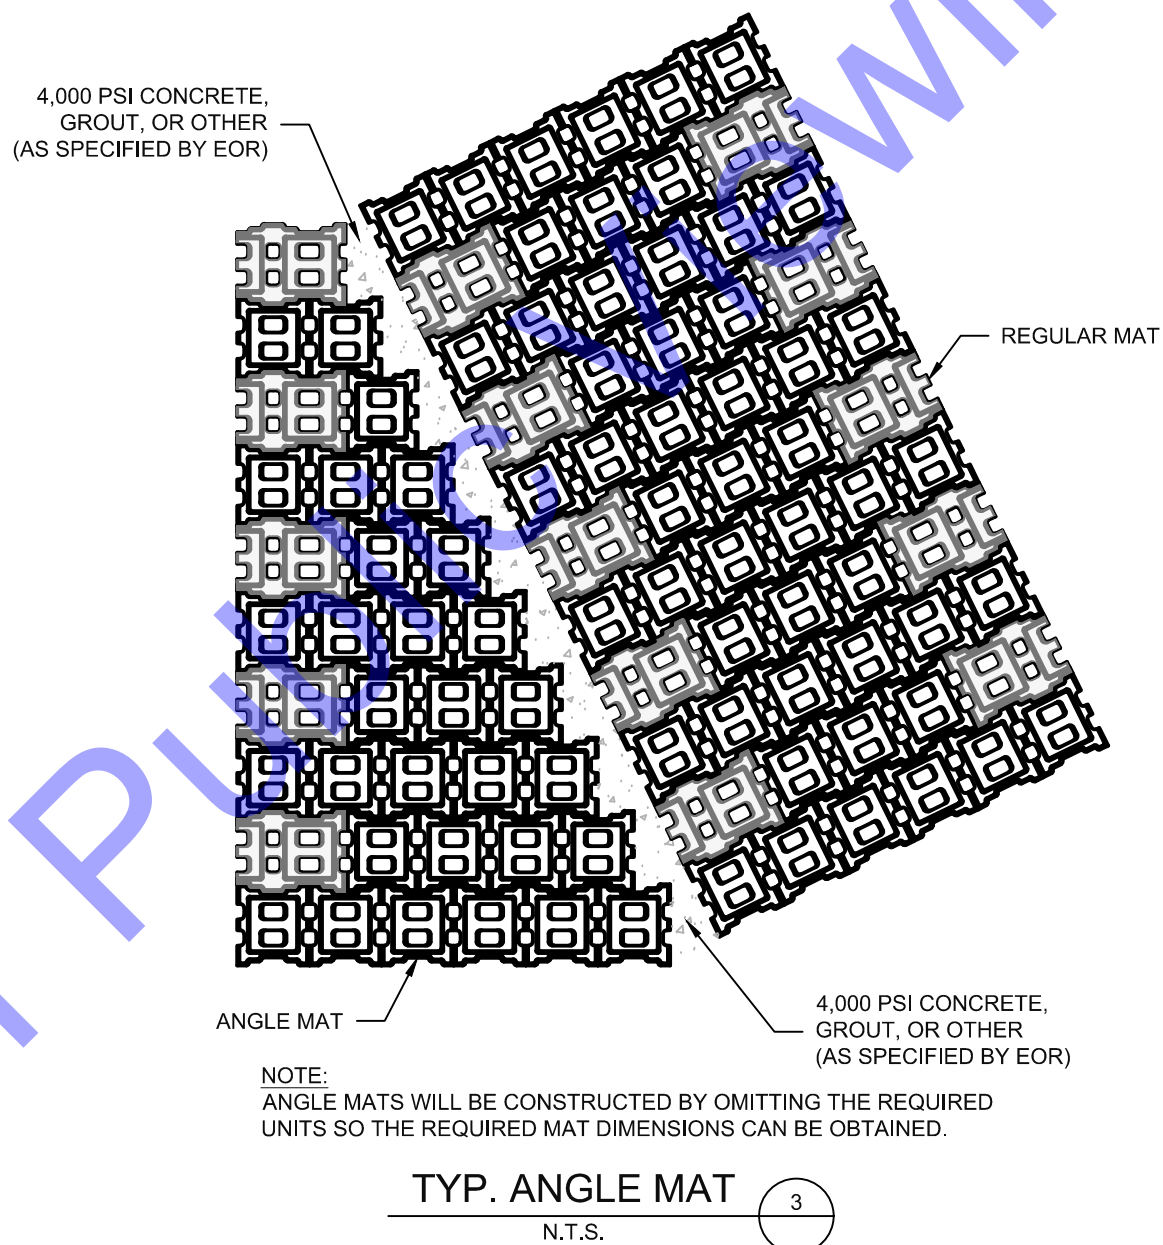 4,000 PSI CONCRETE,
GROUT, OR OTHER
(AS SPECIFIED BY EOR)
REGULAR MAT
ANGLE MAT
4,000 PSI CONCRETE,
GROUT, OR OTHER
(AS SPECIFIED BY EOR)
NOTE:
ANGLE MATS WILL BE CONSTRUCTED BY OMITTING THE REQUIRED
UNITS SO THE REQUIRED MAT DIMENSIONS CAN BE OBTAINED.
TYP. ANGLE MAT
3
N.T.S.
Public View